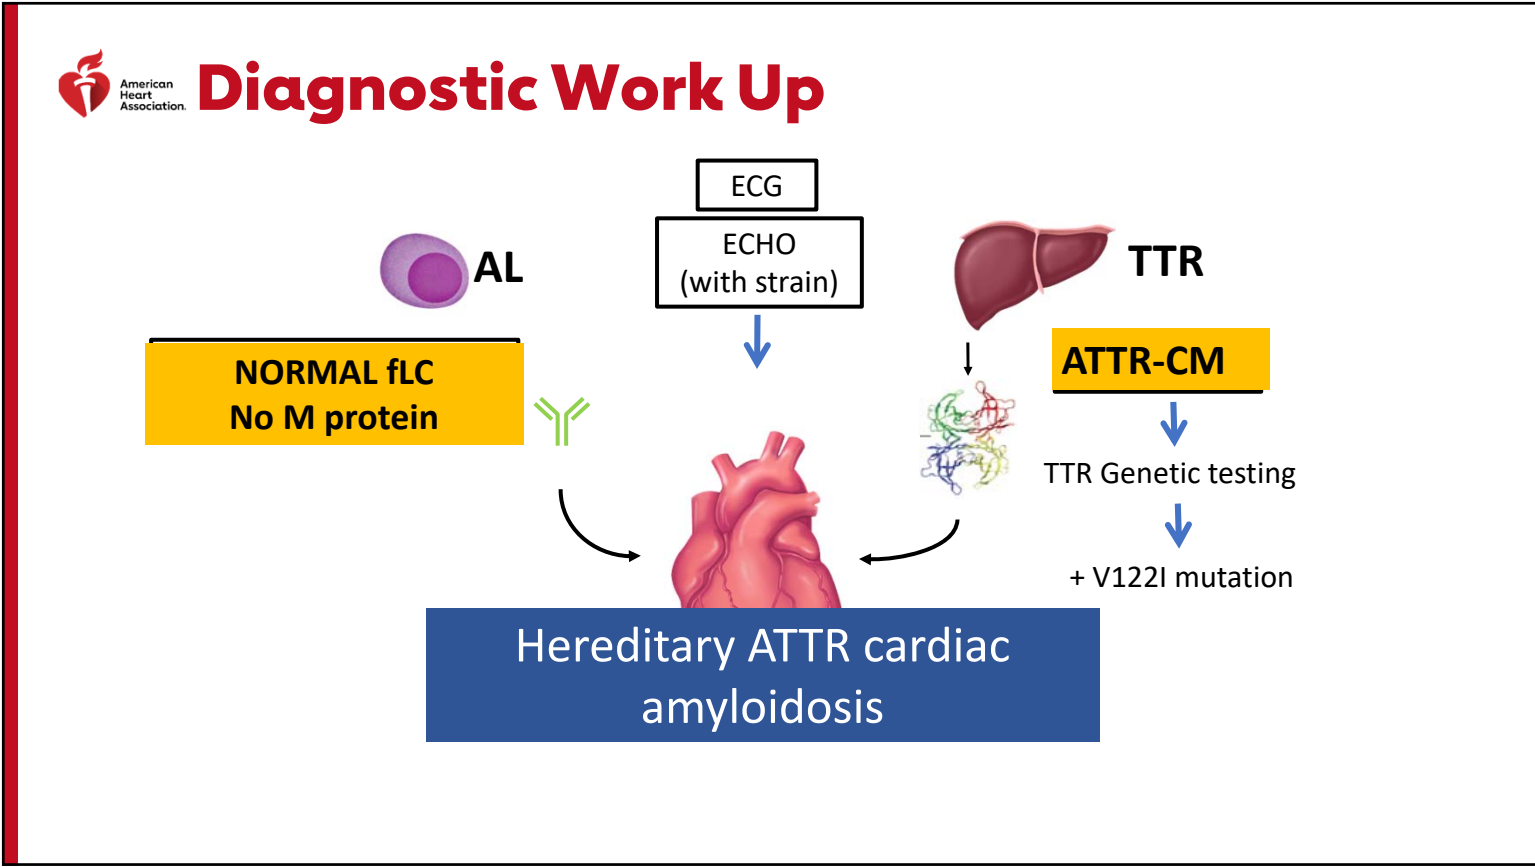 American
Heart
Association.
Diagnostic Work Up
ECG
ECHO
(with strain)
AL
TTR
NORMAL fLC
No M protein
ATTR-CM
TTR Genetic testing
+ V122I mutation
Hereditary ATTR cardiac
amyloidosis